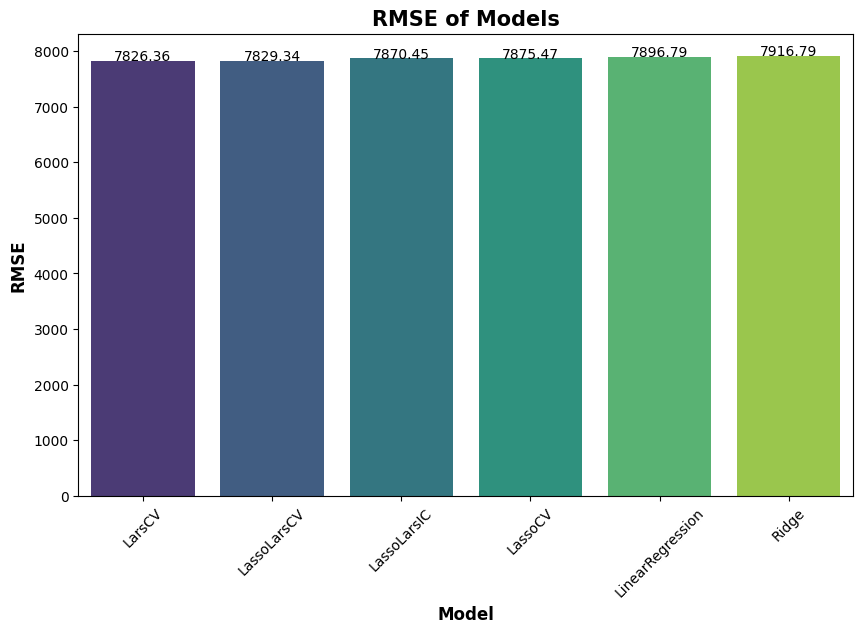 RMSE of Models
8000
7000
6000
5000
4000
3000
2000
1000
0
RMSE
7826.36
7829.34
7870.45
7875.47
7896.79
7916.79
LarsCV
LassoLarsCV
LassoLarsIC
LassoCV
LinearRegression
Ridge
Model